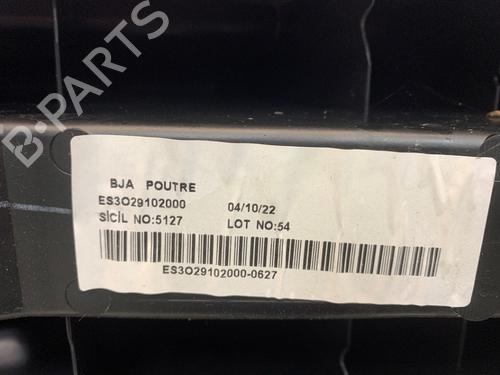 B-PARTS
BJA POUTRE
ES3O29102000 04/10/22
SİCİL NO:5127 LOT NO:54
ES3O29102000-0627